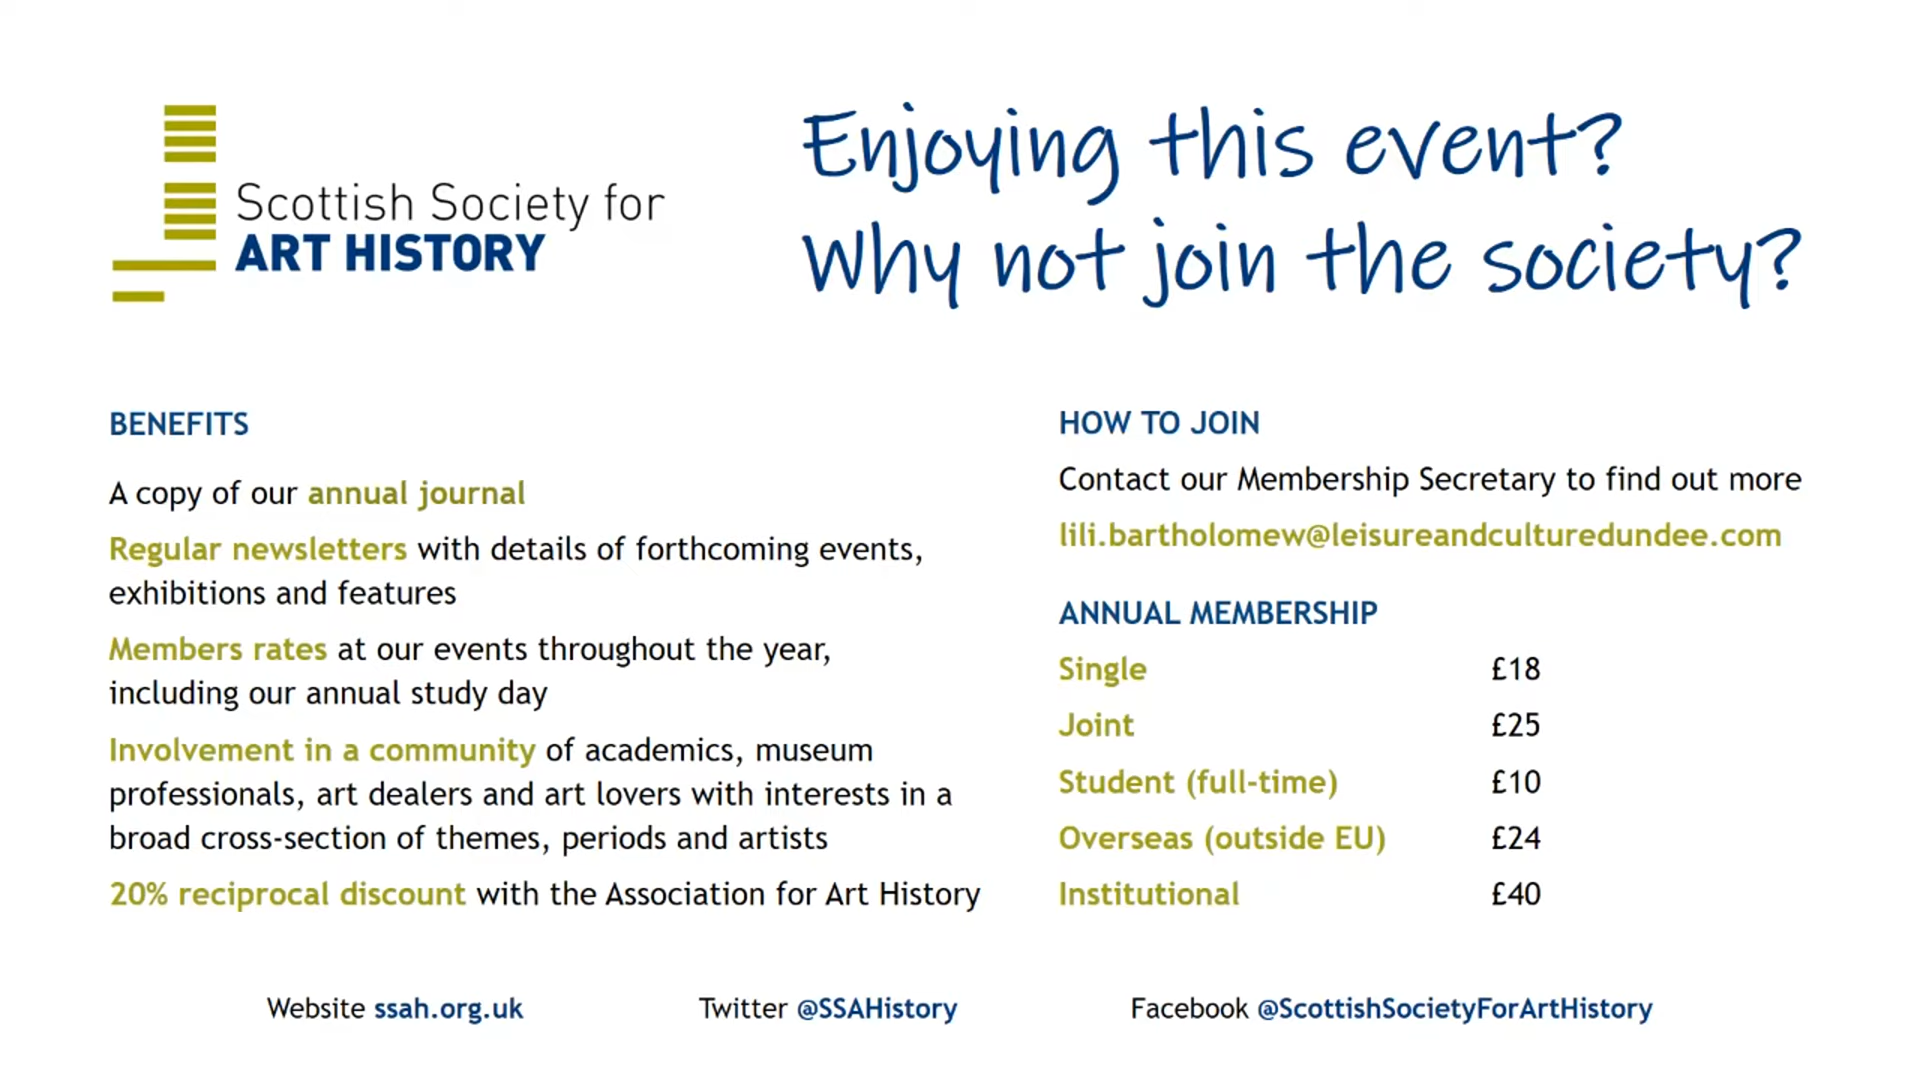 Scottish Society for
ART HISTORY
Enjoying this event?
Why not join the society?
BENEFITS
A copy of our annual journal
Regular newsletters with details of forthcoming events,
exhibitions and features
Members rates at our events throughout the year,
including our annual study day
Involvement in a community of academics, museum
professionals, art dealers and art lovers with interests in a
broad cross-section of themes, periods and artists
20% reciprocal discount with the Association for Art History
HOW TO JOIN
Contact our Membership Secretary to find out more
lili.bartholomew@leisureandculturedundee.com
ANNUAL MEMBERSHIP
Single £18
Joint £25
Student (full-time) £10
Overseas (outside EU) £24
Institutional £40
Website ssah.org.uk Twitter @SSAHistory Facebook @ScottishSocietyForArtHistory